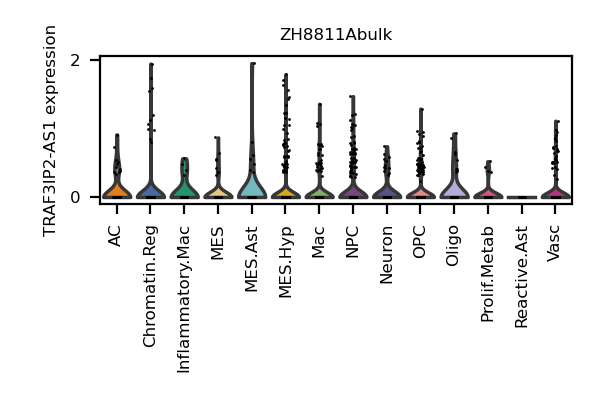 ZH8811Abulk
TRAF3IP2-AS1 expression
2
0
AC
Chromatin.Reg
Inflammatory.Mac
MES
MES.Ast
MES.Hyp
Mac
NPC
Neuron
OPC
Oligo
Prolif.Metab
Reactive.Ast
Vasc